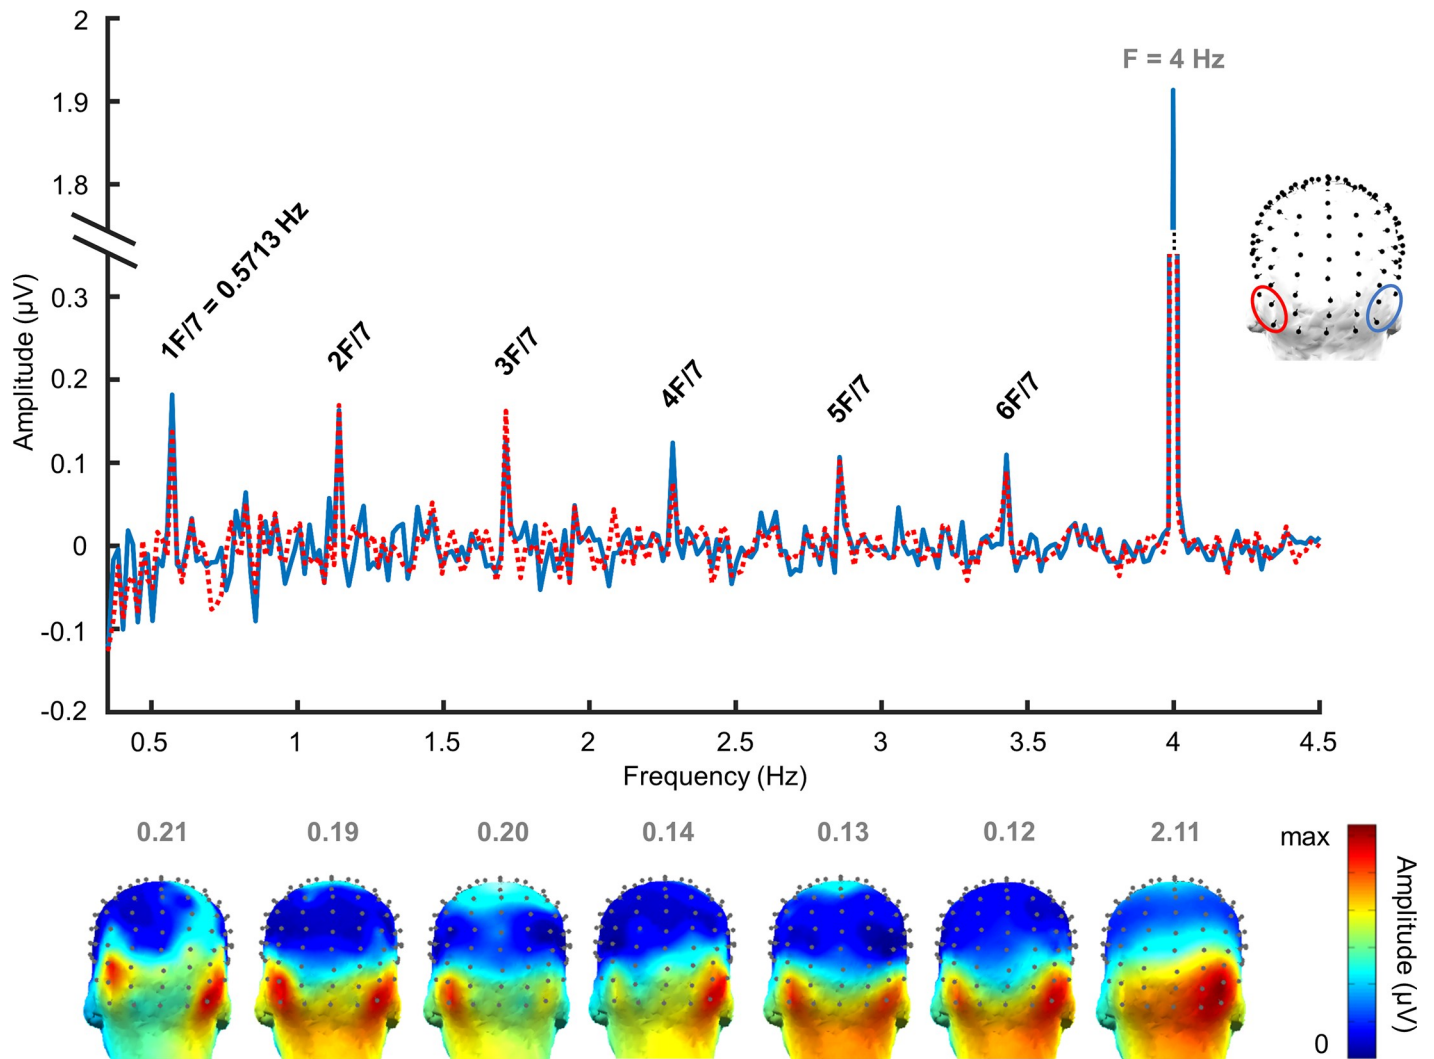 F = 4 Hz
1F/7 = 0.5713 Hz
2F/7
3F/7
4F/7
5F/7
6F/7
2
1.9
1.8
0.3
0.2
0.1
0
-0.1
-0.2
Amplitude (µV)
0.5
1
1.5
2
2.5
3
3.5
4
4.5
Frequency (Hz)
0.21
0.19
0.20
0.14
0.13
0.12
2.11
max
0
Amplitude (µV)